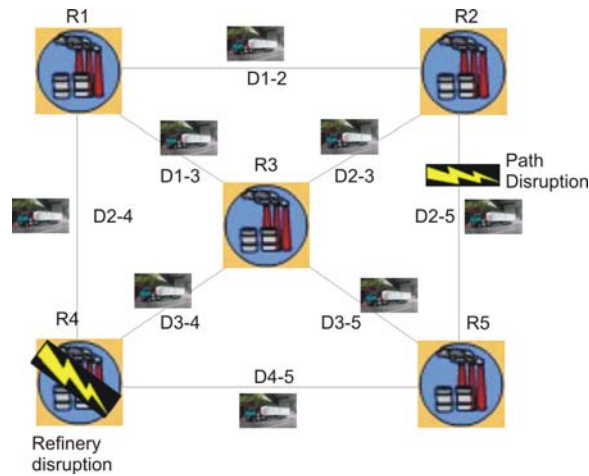 R1
R2
D1-2
D1-3
R3
D2-3
Path
Disruption
D2-4
D2-5
R4
D3-4
D3-5
R5
D4-5
Refinery
disruption